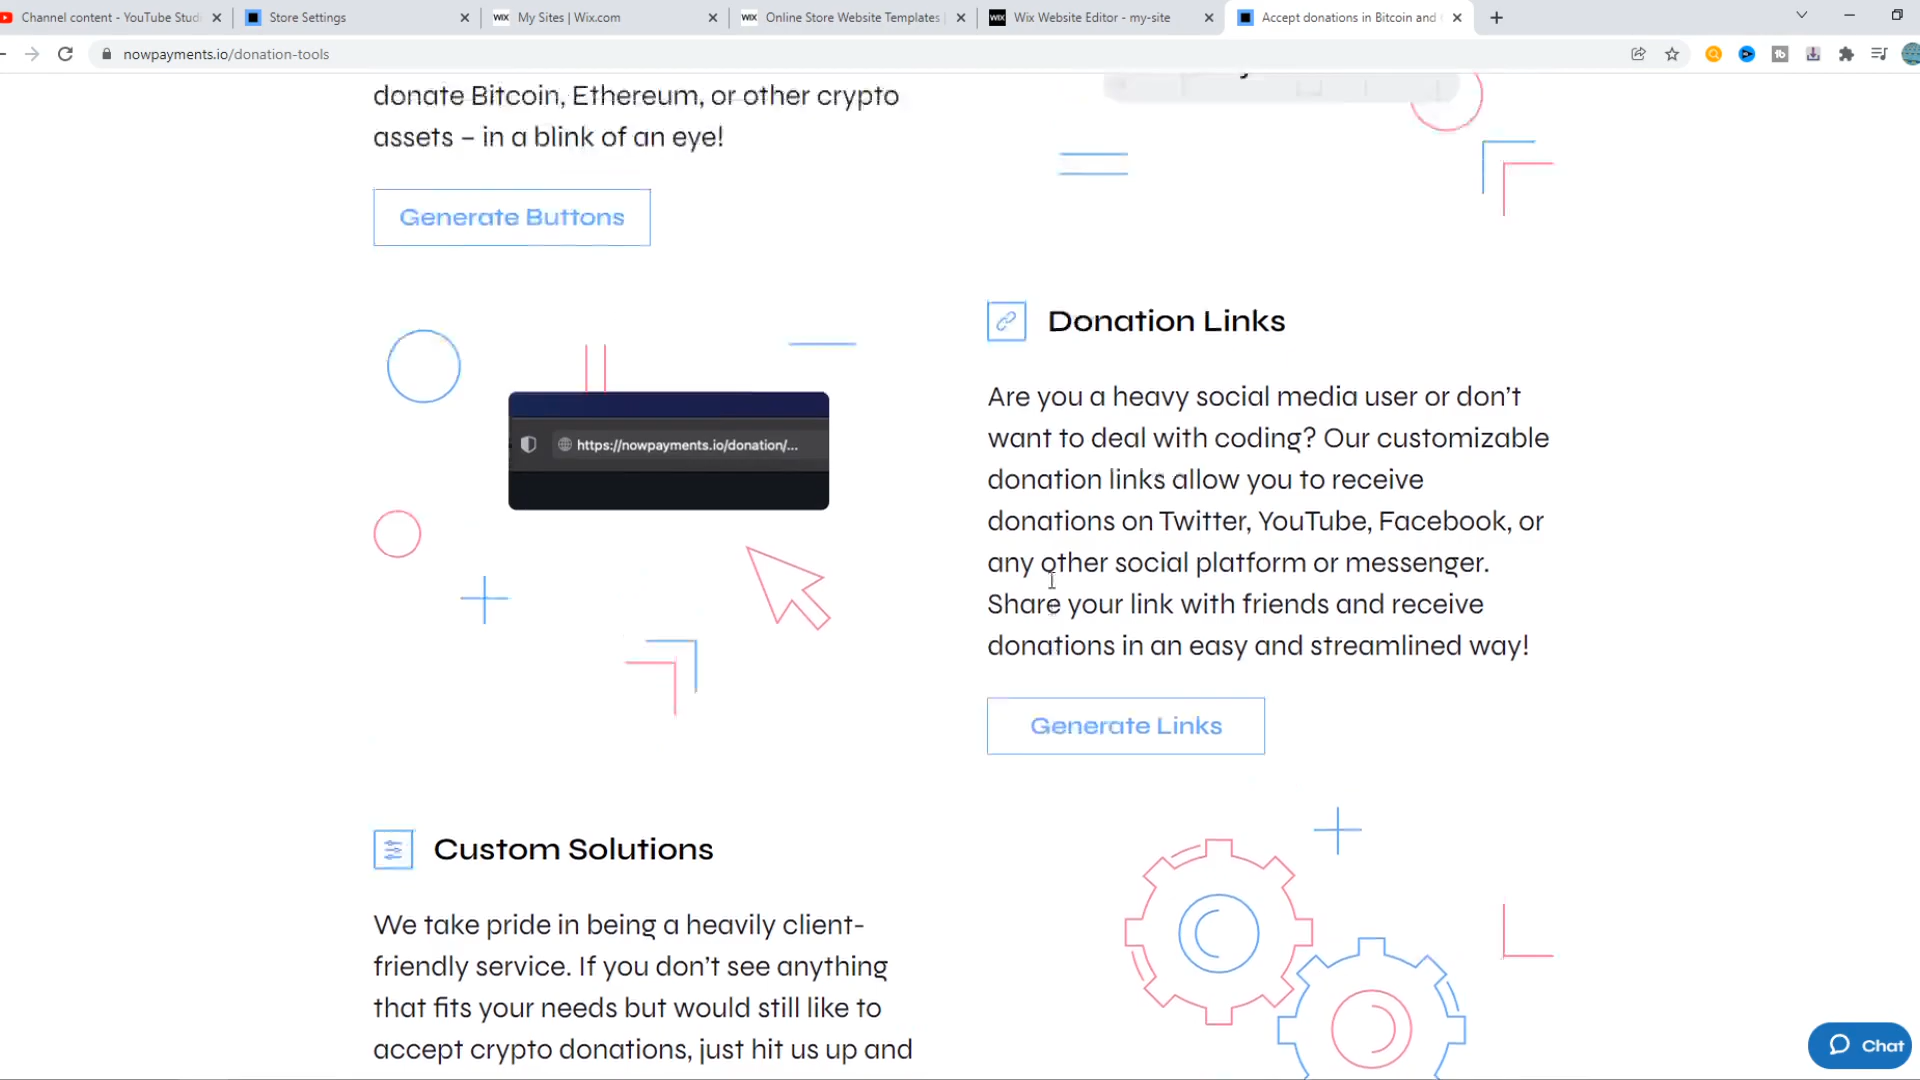 Channel content - YouTube Stud
Store Settings
WIX My Sites | Wix.com
WIX Online Store Website Templates
WIX Wix Website Editor - my-site
Accept donations in Bitcoin and
nowpayments.io/donation-tools
donate Bitcoin, Ethereum, or other crypto
assets – in a blink of an eye!
Generate Buttons
https://nowpayments.io/donation/...
Donation Links
Are you a heavy social media user or don't
want to deal with coding? Our customizable
donation links allow you to receive
donations on Twitter, YouTube, Facebook, or
any other social platform or messenger.
Share your link with friends and receive
donations in an easy and streamlined way!
Generate Links
Custom Solutions
We take pride in being a heavily client-
friendly service. If you don't see anything
that fits your needs but would still like to
accept crypto donations, just hit us up and
Chat